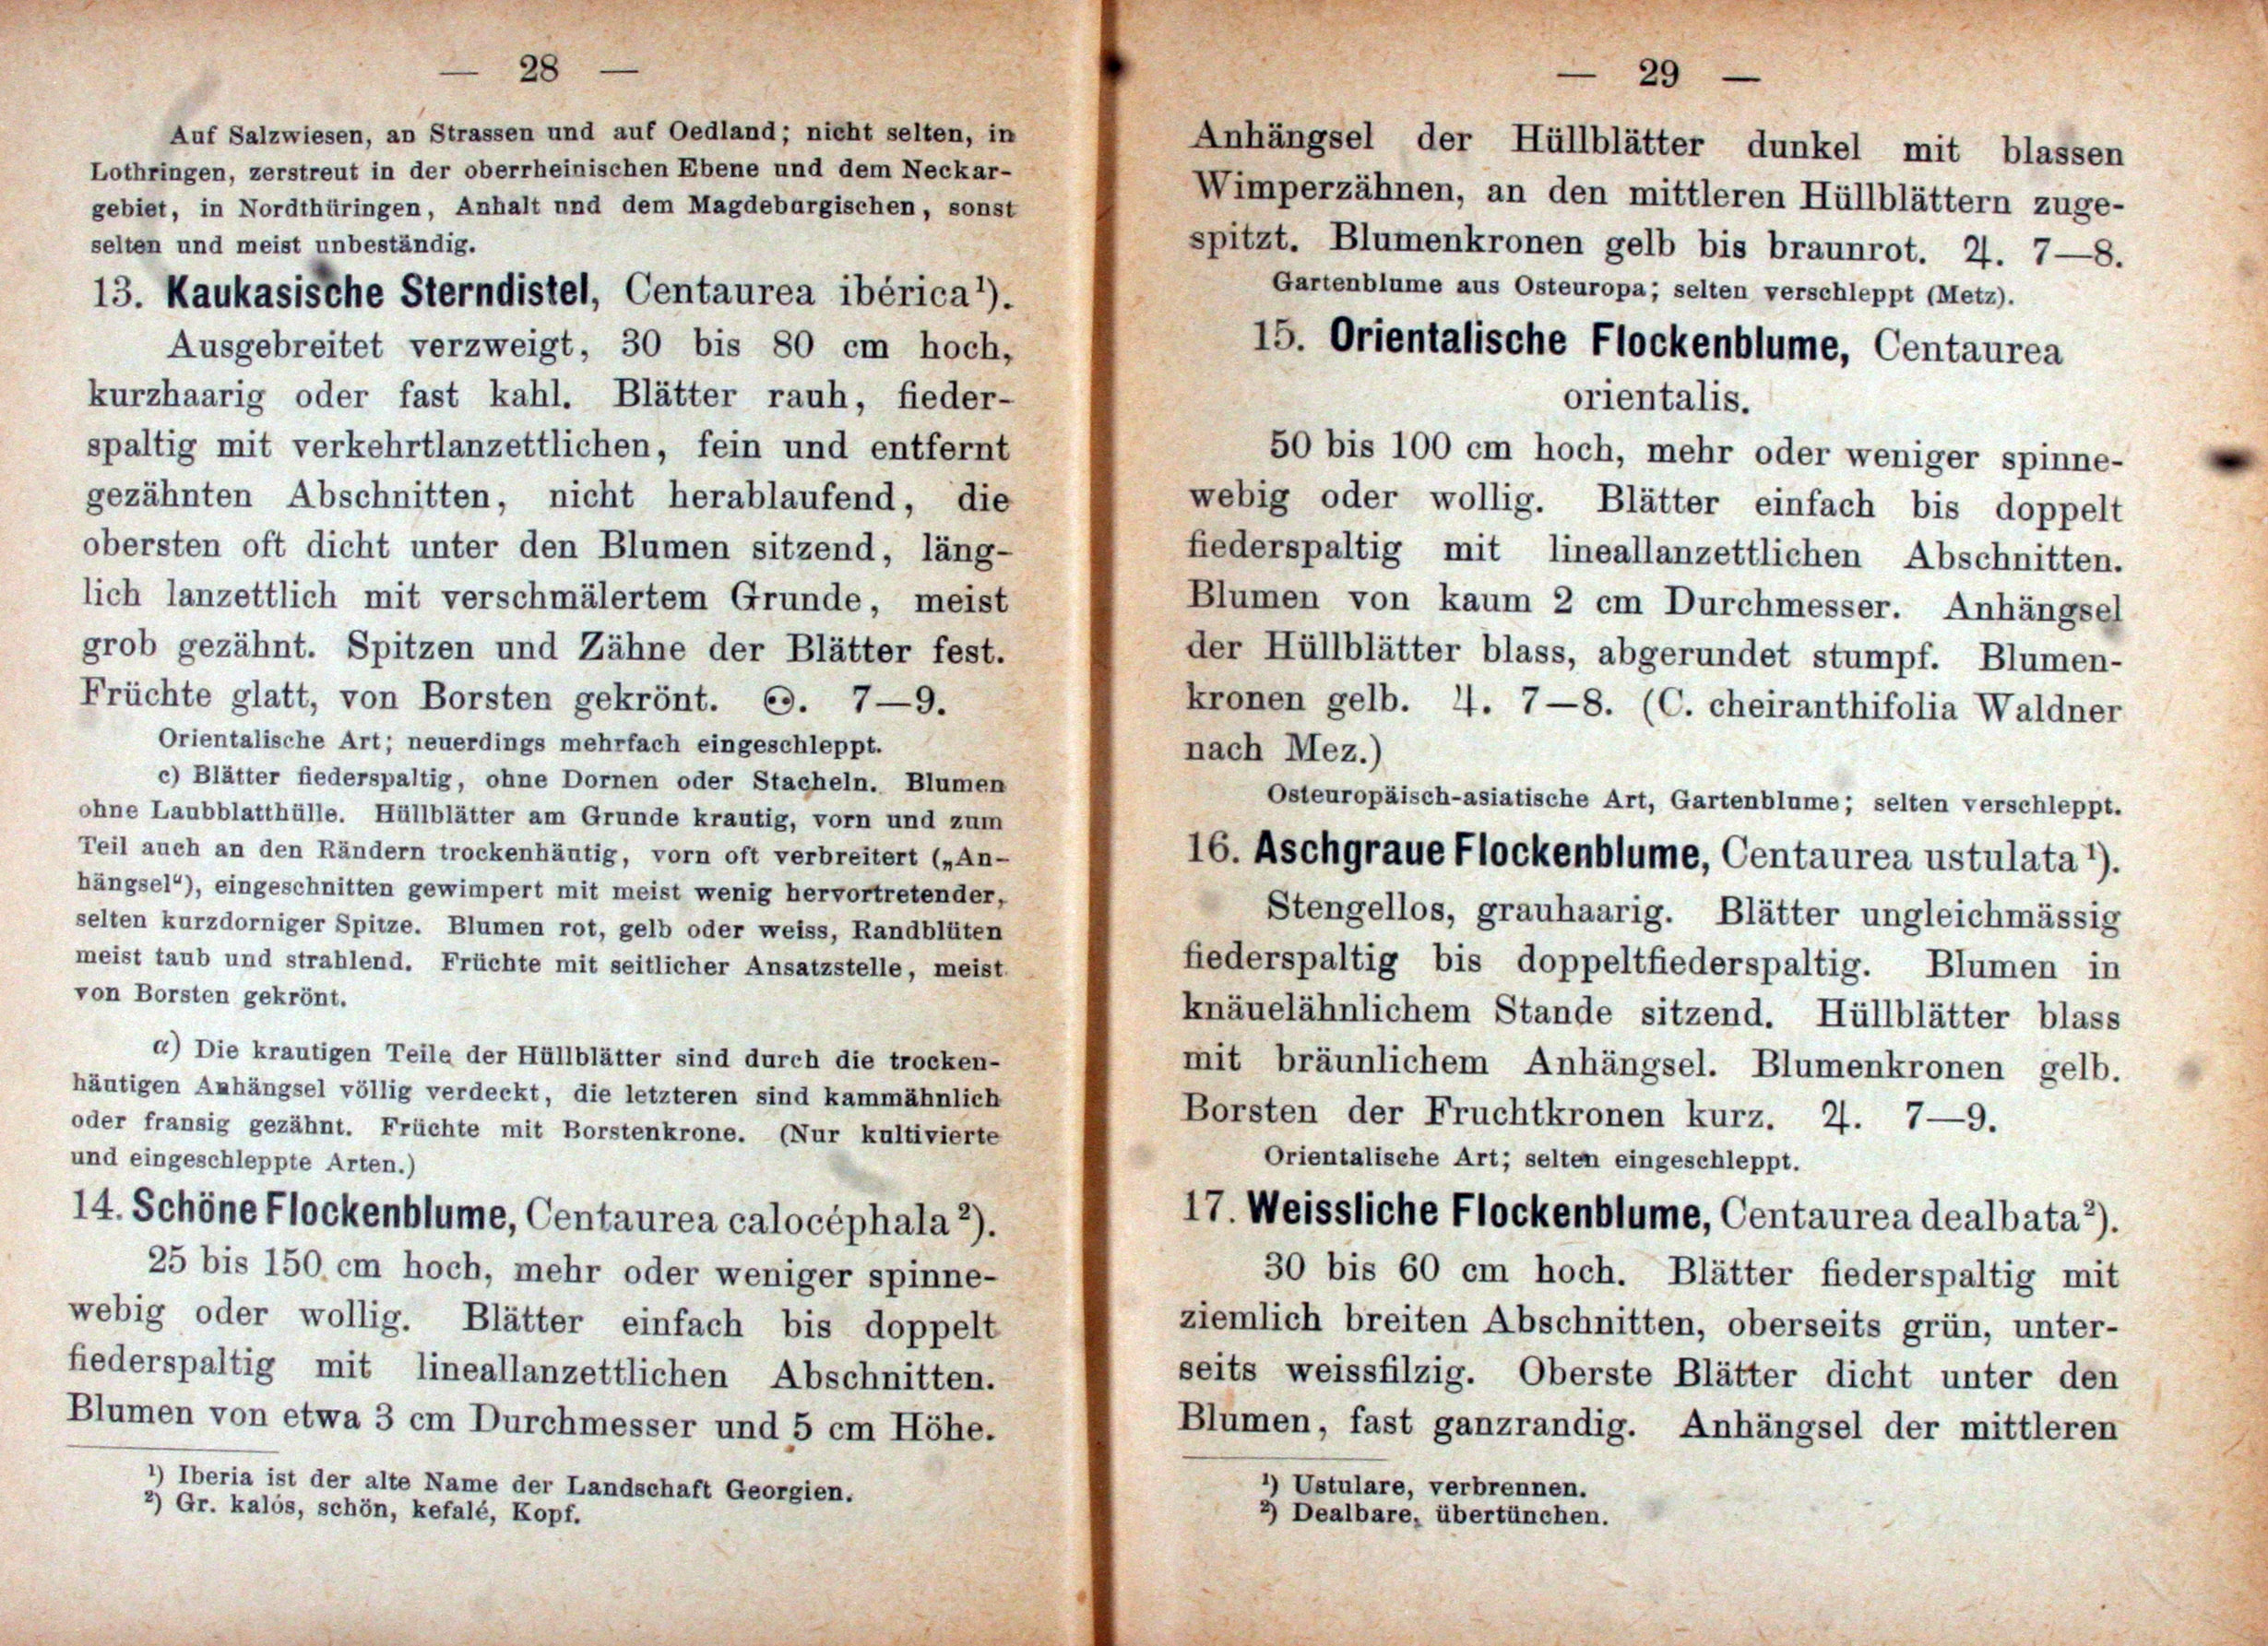 — 28 —
Auf Salzwiesen, an Strassen und auf Oedland; nicht selten, in
Lothringen, zerstreut in der oberrheinischen Ebene und dem Neckar-
gebiet, in Nordthüringen, Anhalt und dem Magdeburgischen, sonst
selten und meist unbeständig.
13. Kaukasische Sterndistel, Centaurea ibérica¹).
Ausgebreitet verzweigt, 30 bis 80 cm hoch,
kurzhaarig oder fast kahl. Blätter rauh, fieder-
spaltig mit verkehrtlanzettlichen, fein und entfernt
gezähnten Abschnitten, nicht herablaufend, die
obersten oft dicht unter den Blumen sitzend, läng-
lich lanzettlich mit verschmälertem Grunde, meist
grob gezähnt. Spitzen und Zähne der Blätter fest.
Früchte glatt, von Borsten gekrönt. 7—9.
Orientalische Art; neuerdings mehrfach eingeschleppt.
c) Blätter fiederspaltig, ohne Dornen oder Stacheln. Blumen
ohne Laubblatthülle. Hüllblätter am Grunde krautig, vorn und zum
Teil auch an den Rändern trockenhäutig, vorn oft verbreitert („An-
hängsel“), eingeschnitten gewimpert mit meist wenig hervortretender,
selten kurzdorniger Spitze. Blumen rot, gelb oder weiss, Randblüten
meist taub und strahlend. Früchte mit seitlicher Ansatzstelle, meist
von Borsten gekrönt.
α) Die krautigen Teile der Hüllblätter sind durch die trocken-
häutigen Anhängsel völlig verdeckt, die letzteren sind kammähnlich
oder fransig gezähnt. Früchte mit Borstenkrone. (Nur kultivierte
und eingeschleppte Arten.)
14. Schöne Flockenblume, Centaurea calocéphala²).
25 bis 150 cm hoch, mehr oder weniger spinne-
webig oder wollig. Blätter einfach bis doppelt
fiederspaltig mit lineallanzettlichen Abschnitten.
Blumen von etwa 3 cm Durchmesser und 5 cm Höhe.
¹) Iberia ist der alte Name der Landschaft Georgien.
²) Gr. kalós, schön, kefalé, Kopf.
— 29 —
Anhängsel der Hüllblätter dunkel mit blassen
Wimperzähnen, an den mittleren Hüllblättern zuge-
spitzt. Blumenkronen gelb bis braunrot. ♃. 7—8.
Gartenblume aus Osteuropa; selten verschleppt (Metz).
15. Orientalische Flockenblume, Centaurea
orientalis.
50 bis 100 cm hoch, mehr oder weniger spinne-
webig oder wollig. Blätter einfach bis doppelt
fiederspaltig mit lineallanzettlichen Abschnitten.
Blumen von kaum 2 cm Durchmesser. Anhängsel
der Hüllblätter blass, abgerundet stumpf. Blumen-
kronen gelb. ♃. 7—8. (C. cheiranthifolia Waldner
nach Mez.)
Osteuropäisch-asiatische Art, Gartenblume; selten verschleppt.
16. Aschgraue Flockenblume, Centaurea ustulata¹).
Stengellos, grauhaarig. Blätter ungleichmässig
fiederspaltig bis doppeltfiederspaltig. Blumen in
knäuelähnlichem Stande sitzend. Hüllblätter blass
mit bräunlichem Anhängsel. Blumenkronen gelb.
Borsten der Fruchtkronen kurz. ♃. 7—9.
Orientalische Art; selten eingeschleppt.
17. Weissliche Flockenblume, Centaurea dealbata²).
30 bis 60 cm hoch. Blätter fiederspaltig mit
ziemlich breiten Abschnitten, oberseits grün, unter-
seits weissfilzig. Oberste Blätter dicht unter den
Blumen, fast ganzrandig. Anhängsel der mittleren
¹) Ustulare, verbrennen.
²) Dealbare, übertünchen.